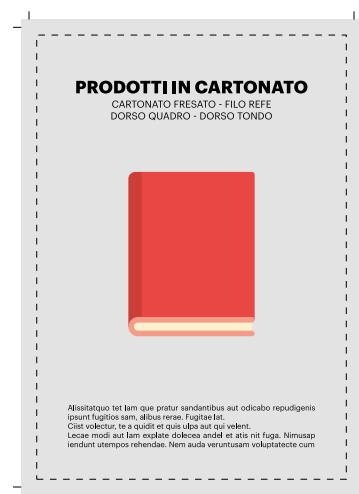 PRODOTTI IN CARTONATO
CARTONATO FRESATO - FILO REFE
DORSO QUADRO - DORSO TONDO
Alissitatquo tet lam que pratur sandantibus aut odicabo repudigenis
ipsunt fugitios sam, alibus rerae. Fugitae lat.
Ciist volectur, te a quidit et quis ulpa aut qui velent.
Lecae modi aut lam explate dolecea andel et atis nit fuga. Nimusap
iendunt utempos rehendae. Nem auda veruntusam voluptatecte cum